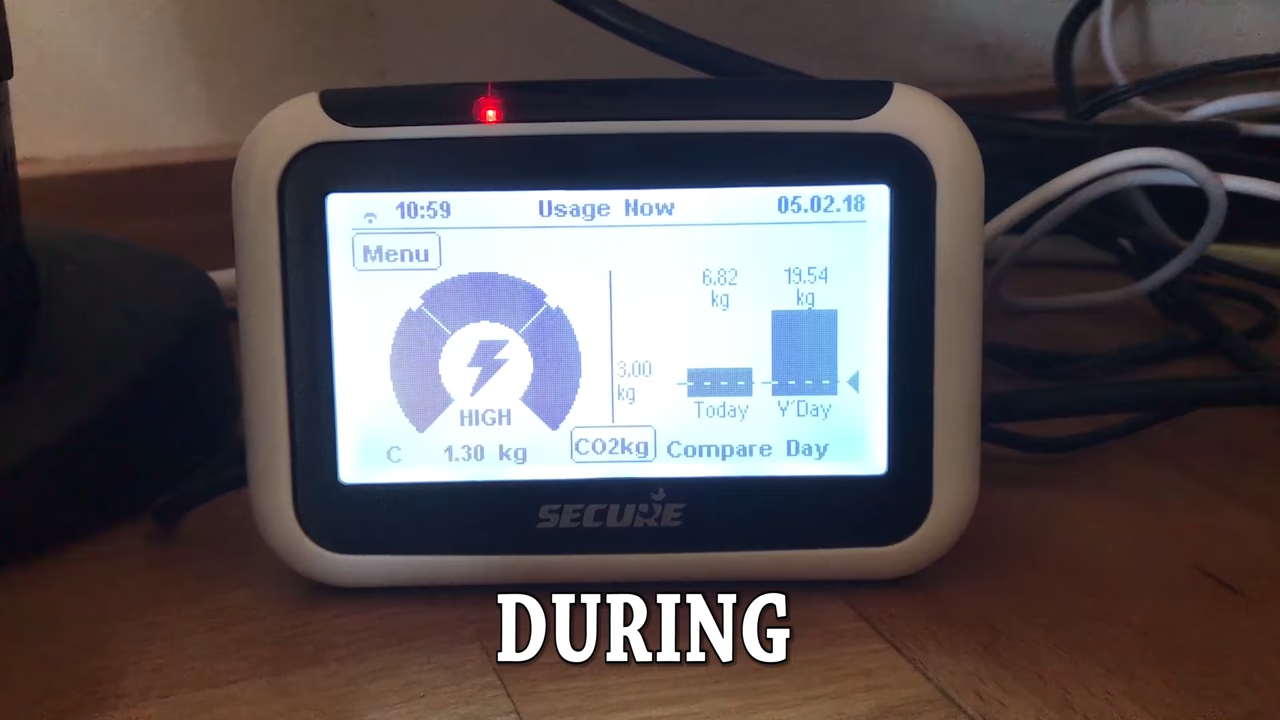 10:59 Usage Now 05.02.18
Menu
6.82 kg
19.54 kg
3.00 kg
HIGH
Today Y'Day
C 1.30 kg CO2kg Compare Day
SECURE
DURING